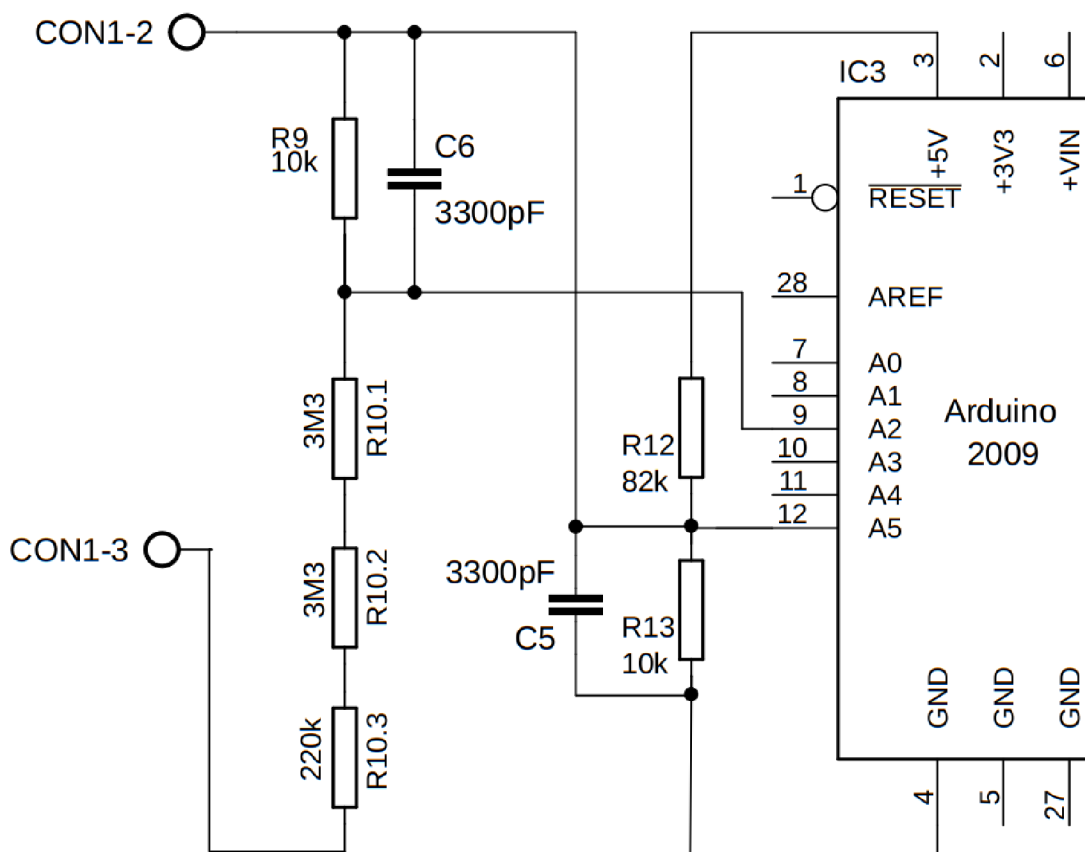 CON1-2
3
2
6
IC3
+5V
+3V3
+VIN
R9
10k
C6
3300pF
1
RESET
28
AREF
7
A0
8
A1
9
A2
10
A3
11
A4
12
A5
Arduino
2009
3M3
R10.1
R12
82k
CON1-3
3M3
R10.2
3300pF
C5
R13
10k
220k
R10.3
GND
GND
GND
4
5
27